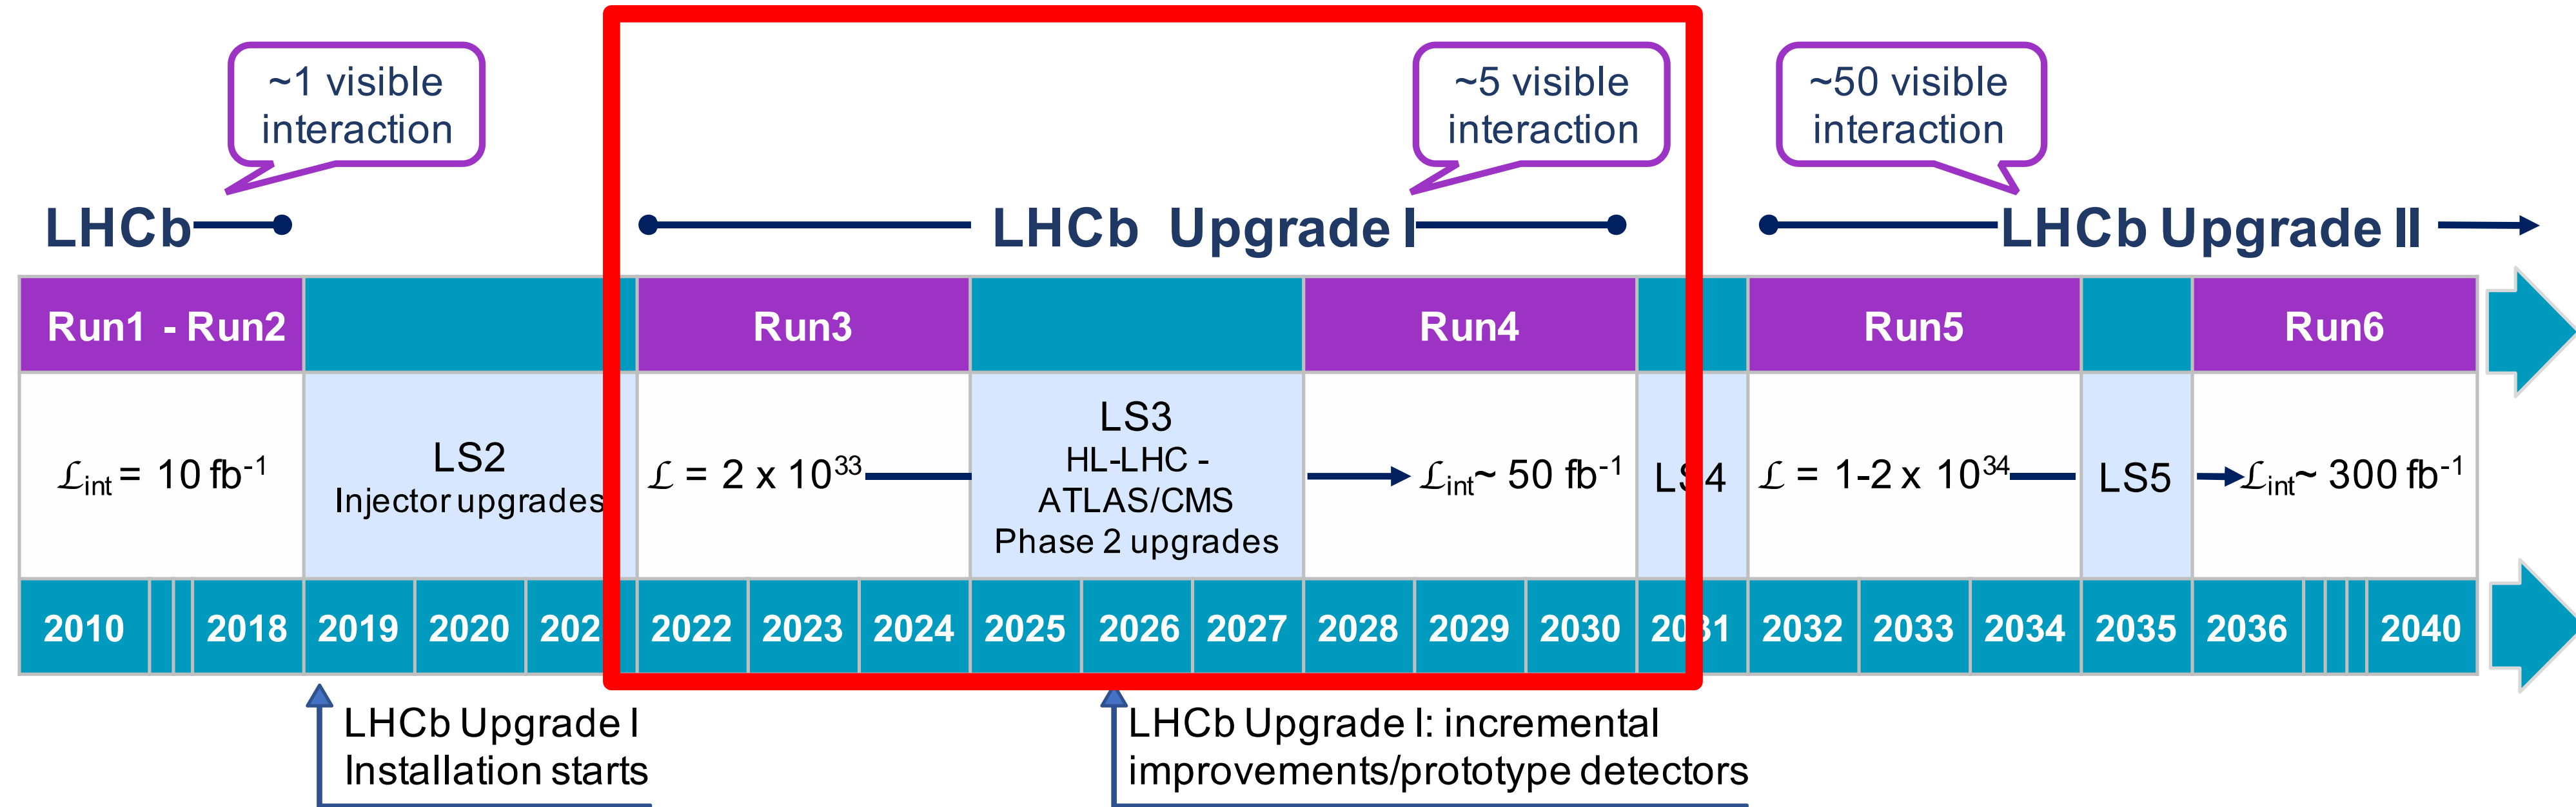 ~1 visible
interaction
~5 visible
interaction
~50 visible
interaction
LHCb
LHCb Upgrade I
LHCb Upgrade II
Run1 - Run2
Run3
Run4
Run5
Run6
ℒint = 10 fb-1
LS2
Injector upgrades
ℒ = 2 x 10³³
LS3
HL-LHC -
ATLAS/CMS
Phase 2 upgrades
ℒint~ 50 fb-1
LS4
ℒ = 1-2 x 10³⁴
LS5
ℒint~ 300 fb-1
2010 2018 2019 2020 202 2022 2023 2024 2025 2026 2027 2028 2029 2030 2031 2032 2033 2034 2035 2036 2040
LHCb Upgrade I
Installation starts
LHCb Upgrade I: incremental
improvements/prototype detectors